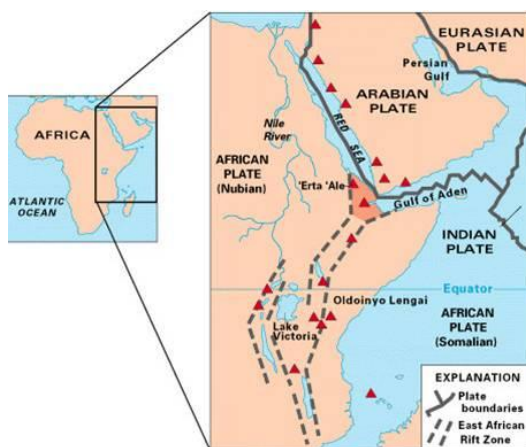 AFRICA
ATLANTIC
OCEAN
EURASIAN
PLATE
Persian
Gulf
ARABIAN
PLATE
RED SEA
Nile
River
AFRICAN
PLATE
(Nubian)
'Erta 'Ale
Gulf of Aden
INDIAN
PLATE
Equator
Oldoinyo Lengai
Lake
Victoria
AFRICAN
PLATE
(Somalian)
EXPLANATION
Plate
boundaries
East African
Rift Zone